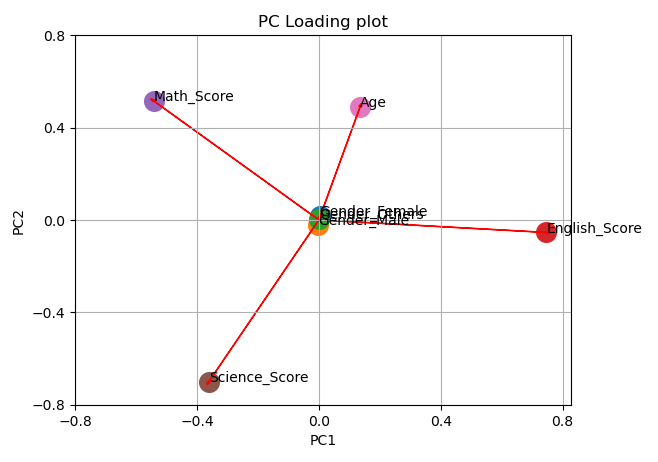 PC Loading plot
0.8
Math_Score
Age
0.4
Gender_Female
Gender_Others
Gender_Male
0.0
English_Score
PC2
−0.4
Science_Score
−0.8
−0.8
−0.4
0.0
0.4
0.8
PC1